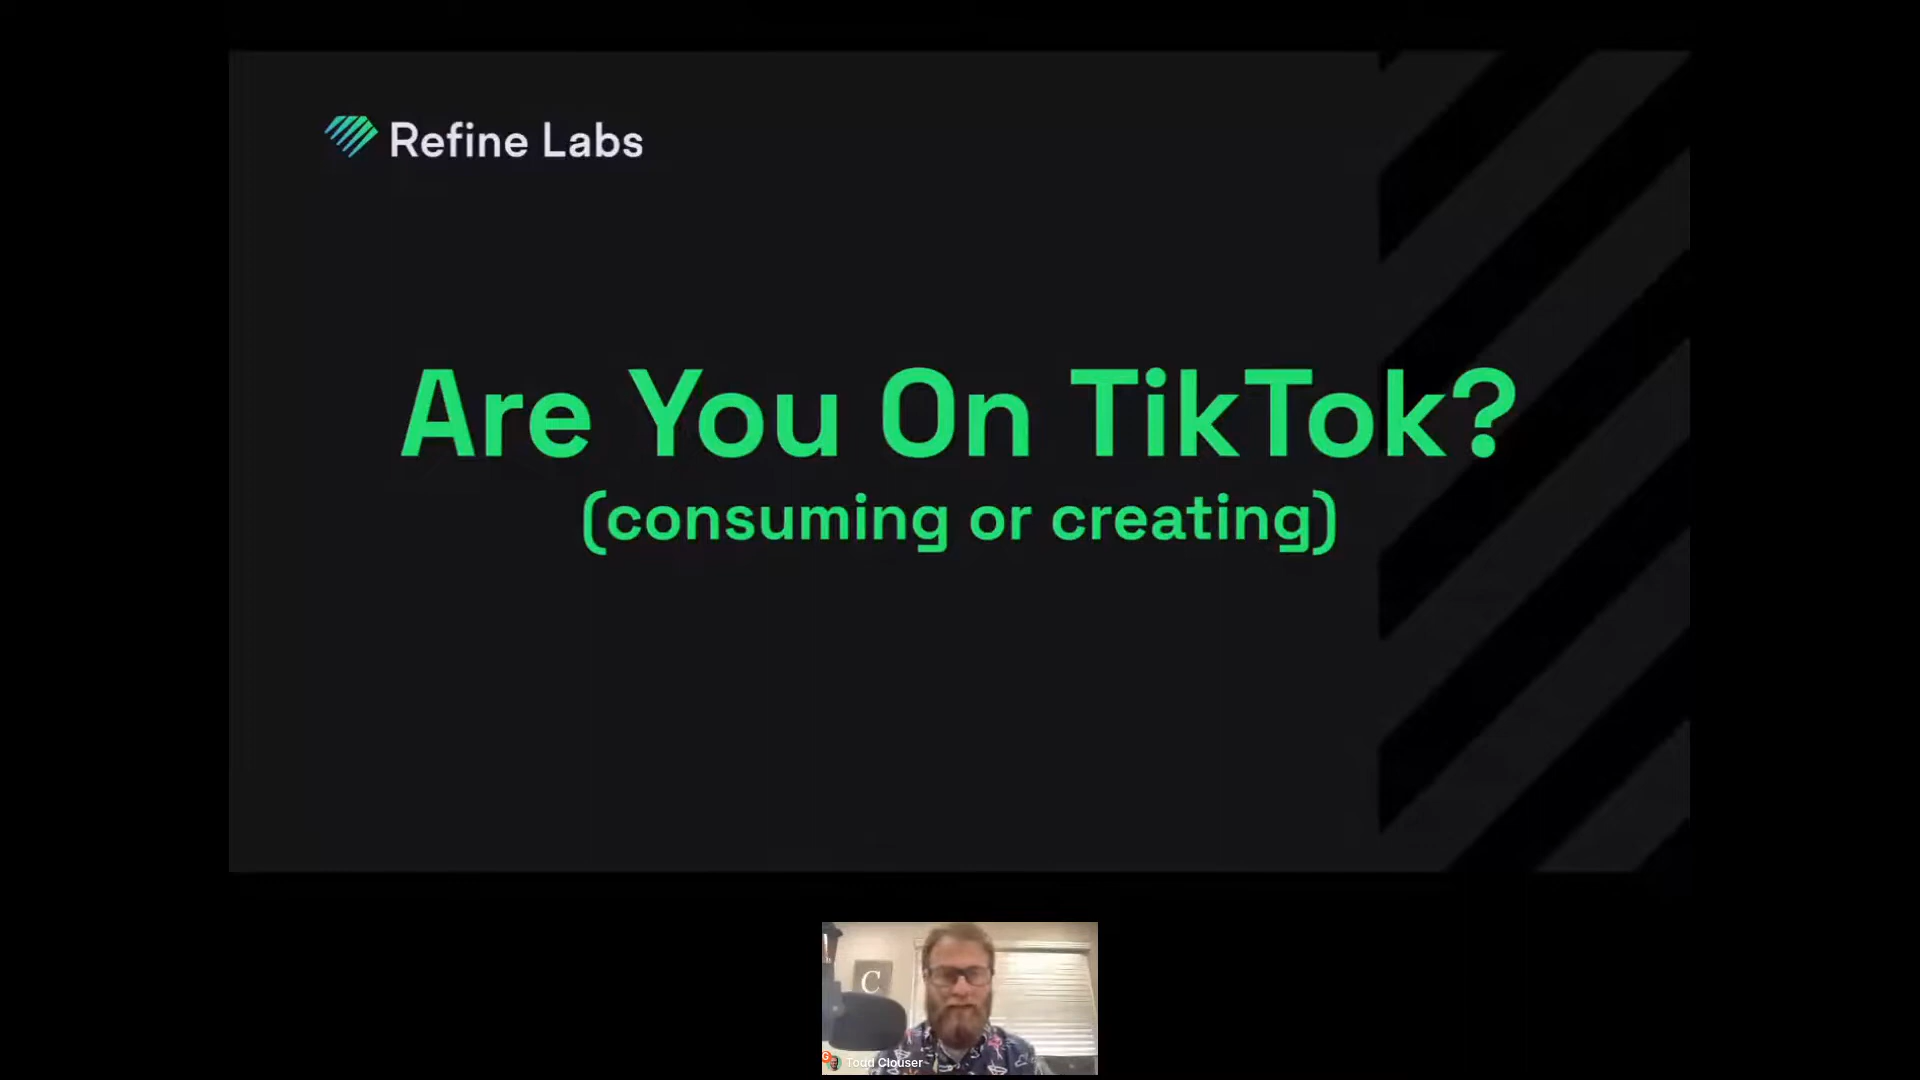 Refine Labs
Are You On TikTok?
(consuming or creating)
C
Todd Clouser